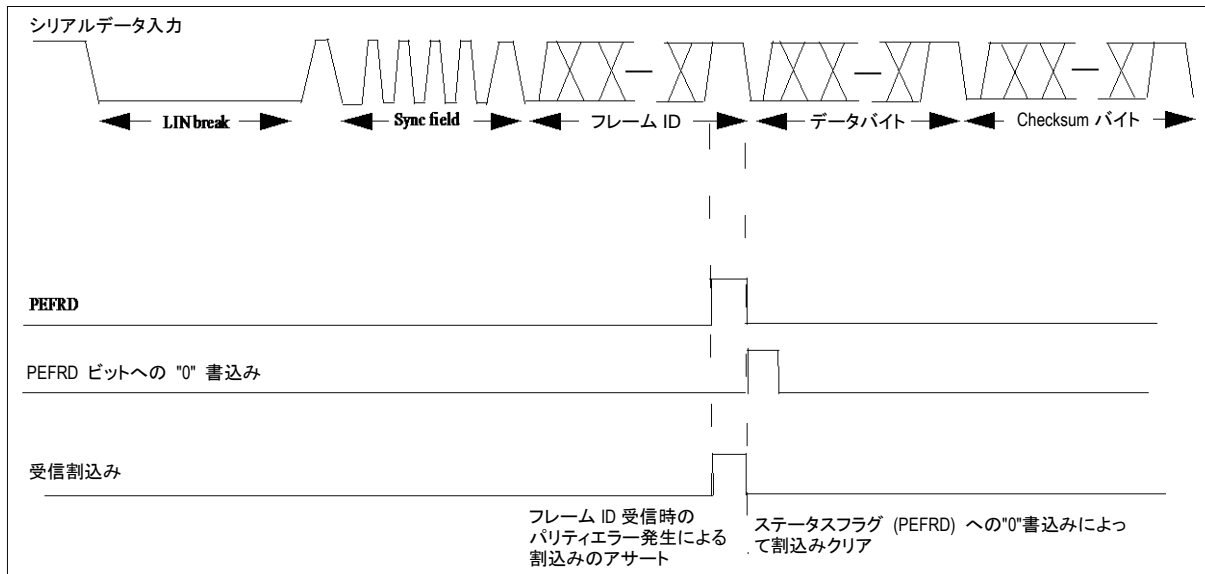 シリアルデータ入力
LIN break
Sync field
フレーム ID
データバイト
Checksum バイト
PEFRD
PEFRD ビットへの "0" 書込み
受信割込み
フレーム ID 受信時の
パリティエラー発生による
割込みのアサート
ステータスフラグ (PEFRD) への"0"書込みによっ
て割込みクリア